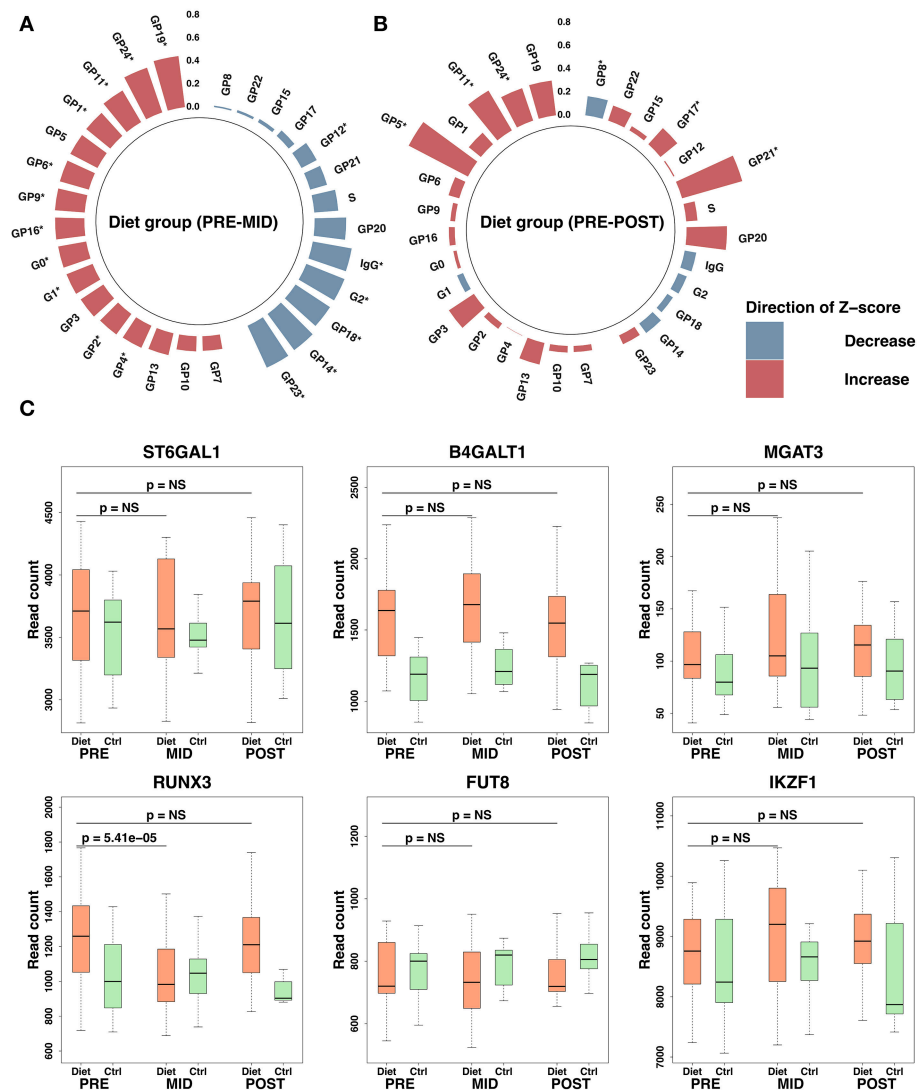 A
B
0.8
0.6
0.4
0.2
0.0
GP8
GP22
GP15
GP17
GP12*
GP21
S
GP20
IgG*
G2*
GP18*
GP14*
GP23*
GP7
GP10
GP13
GP4*
GP2*
GP3
G1*
G0*
GP16*
GP9*
GP6*
GP5
GP1*
GP11*
GP24*
GP19*
Diet group (PRE-MID)
0.8
0.6
0.4
0.2
0.0
GP8*
GP22
GP15
GP17*
GP12
GP21*
S
GP20
IgG
G2
GP18
GP14
GP23
GP7
GP10
GP13
GP4
GP2
GP3
G1
G0
GP16
GP9
GP6
GP5*
GP1
GP11*
GP24*
GP19
Diet group (PRE-POST)
Direction of Z−score
Decrease
Increase
C
ST6GAL1
Read count
3000 3500 4000 4500
p = NS
p = NS
Diet Ctrl Diet Ctrl Diet Ctrl
PRE MID POST
B4GALT1
Read count
1000 1500 2000 2500
p = NS
p = NS
Diet Ctrl Diet Ctrl Diet Ctrl
PRE MID POST
MGAT3
Read count
50 100 150 200 250
p = NS
p = NS
Diet Ctrl Diet Ctrl Diet Ctrl
PRE MID POST
RUNX3
Read count
600 800 1000 1200 1400 1600 1800 2000
p = NS
p = 5.41e−05
Diet Ctrl Diet Ctrl Diet Ctrl
PRE MID POST
FUT8
Read count
600 800 1000 1200
p = NS
p = NS
Diet Ctrl Diet Ctrl Diet Ctrl
PRE MID POST
IKZF1
Read count
7000 8000 9000 10000 11000
p = NS
p = NS
Diet Ctrl Diet Ctrl Diet Ctrl
PRE MID POST